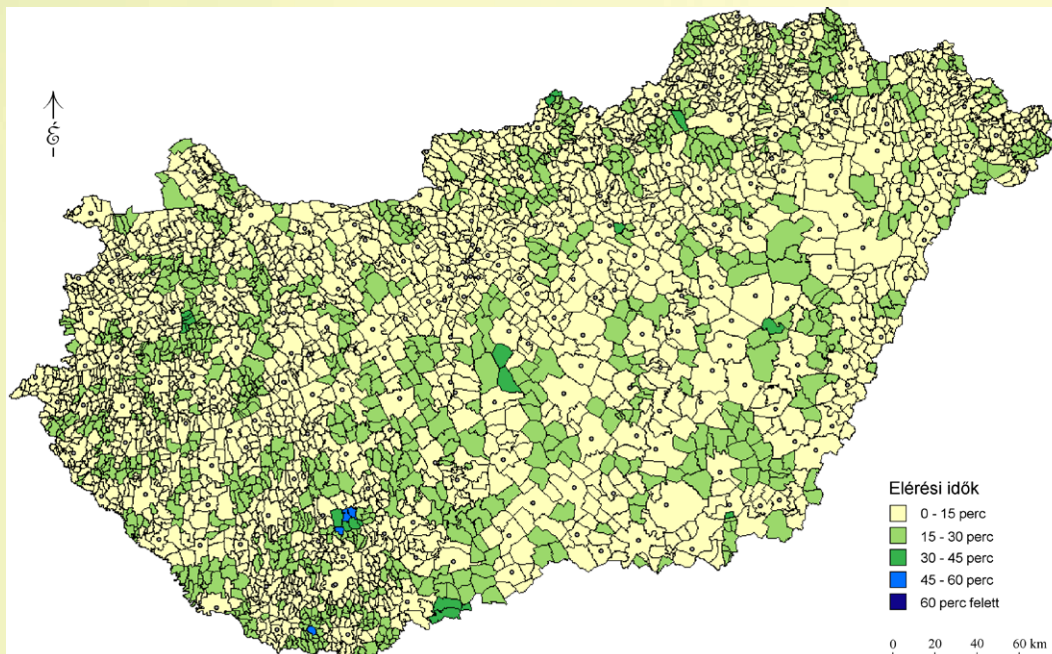 É
Elérési idők
0 - 15 perc
15 - 30 perc
30 - 45 perc
45 - 60 perc
60 perc felett
0 20 40 60 km